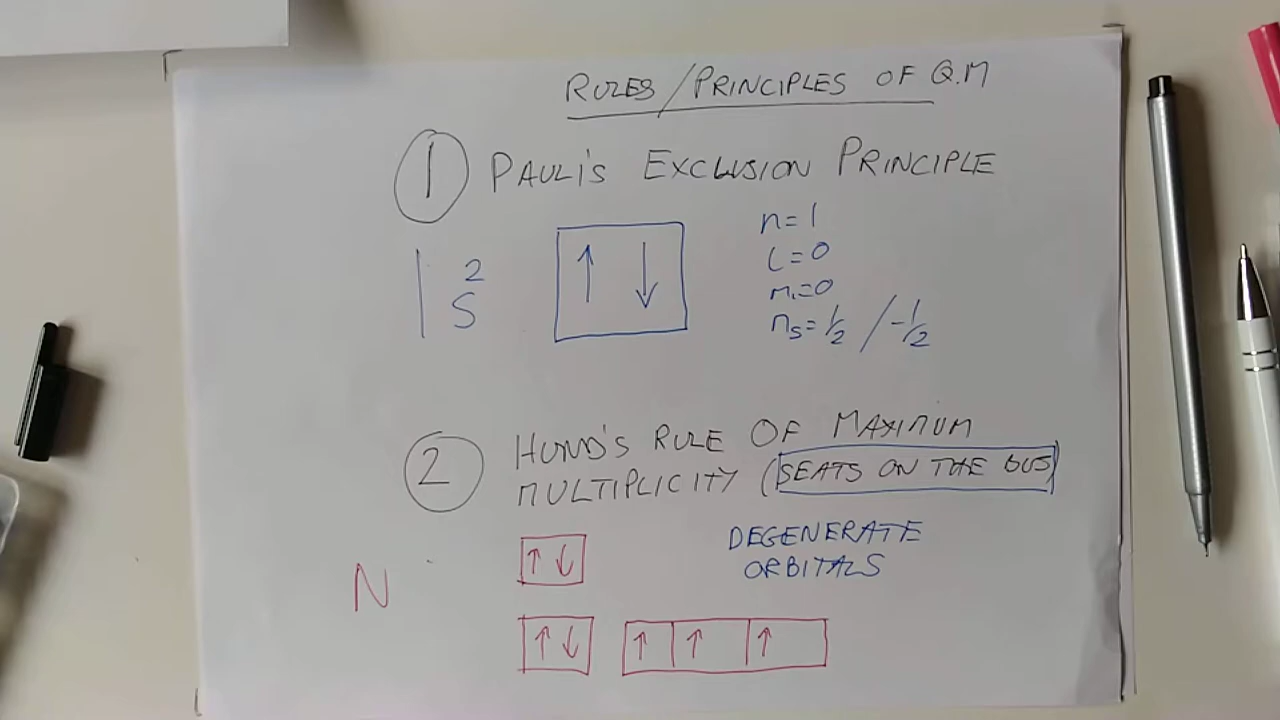 RULES/PRINCIPLES OF Q.M
1 PAULI'S EXCLUSION PRINCIPLE
1s² ↑ ↓
n=1
l=0
mₗ=0
ms=1/2 / -1/2
2 HUND'S RULE OF MAXIMUM
MULTIPLICITY (SEATS ON THE BUS)
DEGENERATE
ORBITALS
↑ ↓
N
↑ ↓ ↑ ↑ ↑